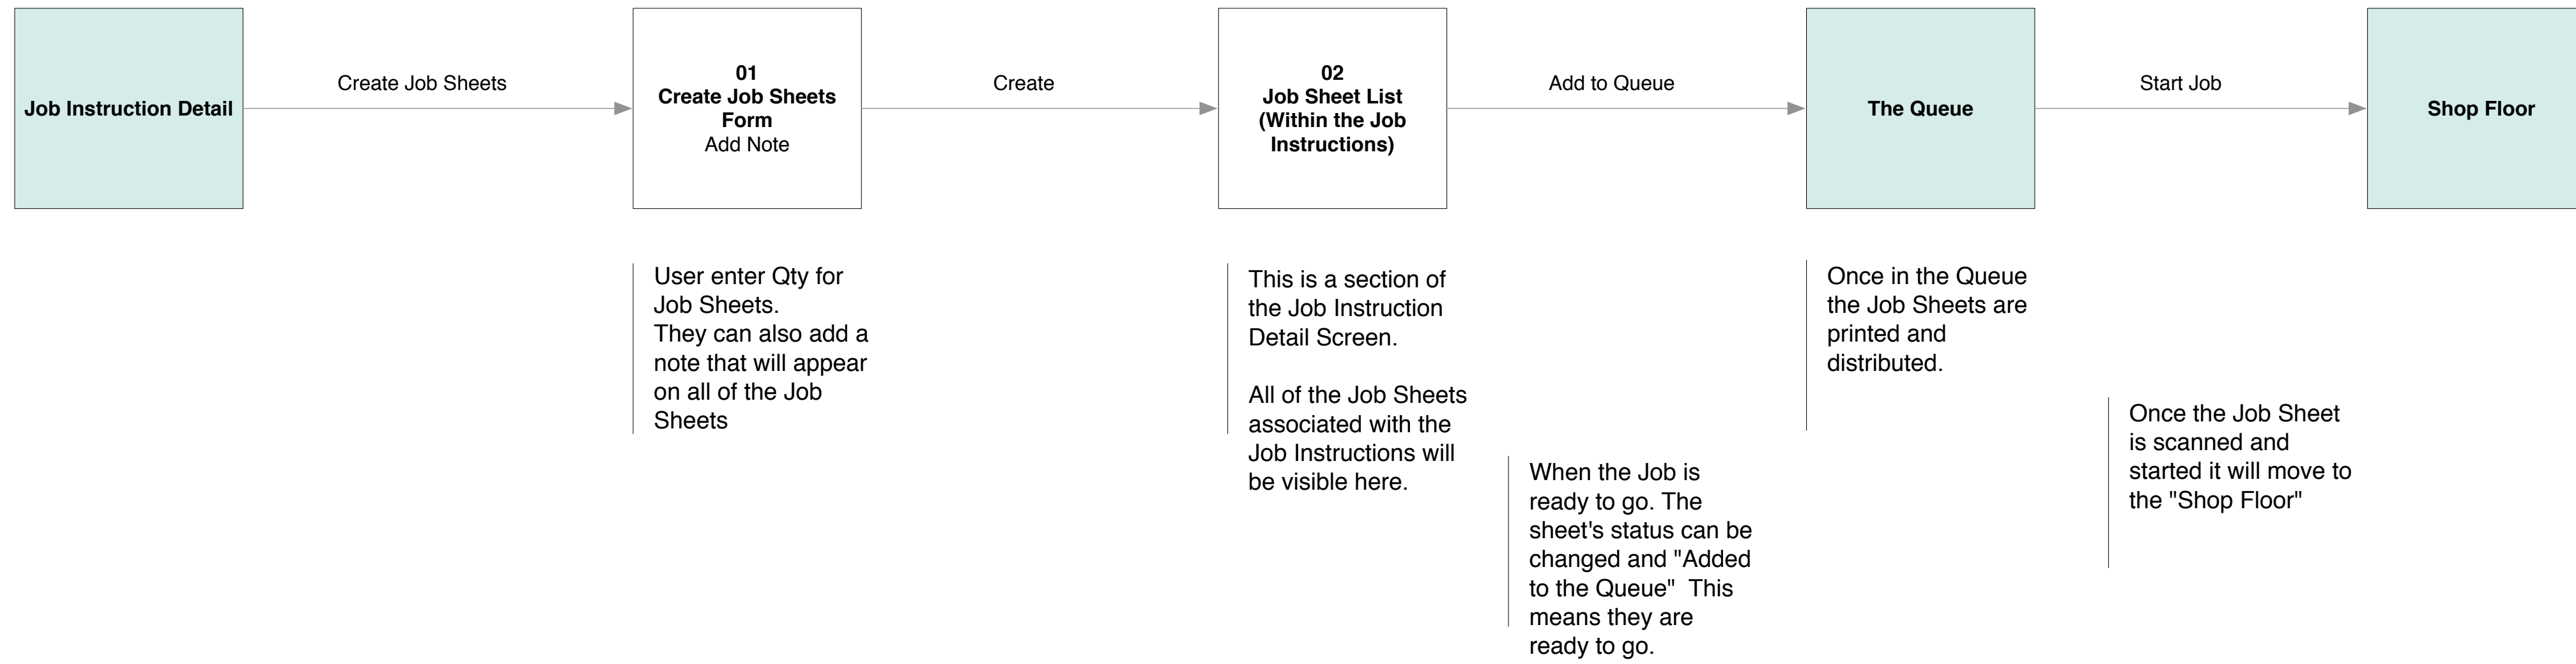 Job Instruction Detail
Create Job Sheets
01
Create Job Sheets
Form
Add Note
Create
02
Job Sheet List
(Within the Job
Instructions)
Add to Queue
The Queue
Start Job
Shop Floor
User enter Qty for
Job Sheets.
They can also add a
note that will appear
on all of the Job
Sheets
This is a section of
the Job Instruction
Detail Screen.
All of the Job Sheets
associated with the
Job Instructions will
be visible here.
When the Job is
ready to go. The
sheet's status can be
changed and "Added
to the Queue"  This
means they are
ready to go.
Once in the Queue
the Job Sheets are
printed and
distributed.
Once the Job Sheet
is scanned and
started it will move to
the "Shop Floor"